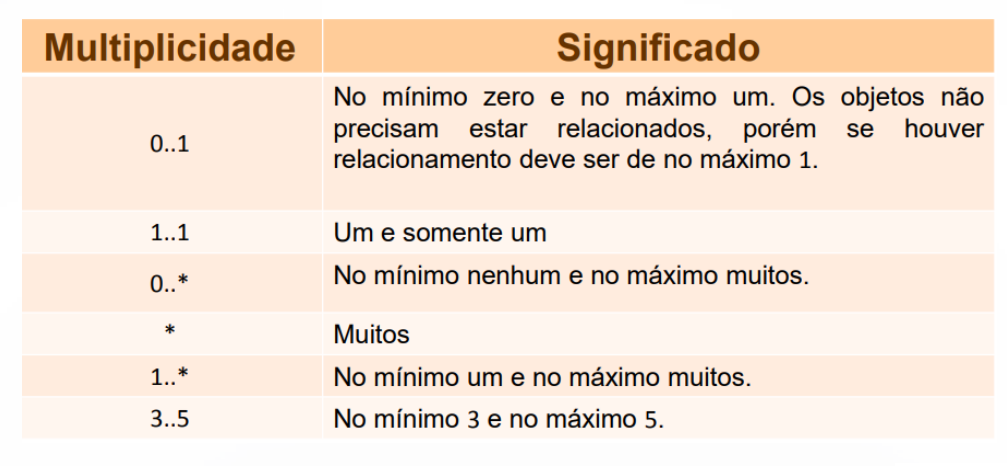 Multiplicidade Significado
0..1 No mínimo zero e no máximo um. Os objetos não
precisam estar relacionados, porém se houver
relacionamento deve ser de no máximo 1.
1..1 Um e somente um
0..* No mínimo nenhum e no máximo muitos.
* Muitos
1..* No mínimo um e no máximo muitos.
3..5 No mínimo 3 e no máximo 5.